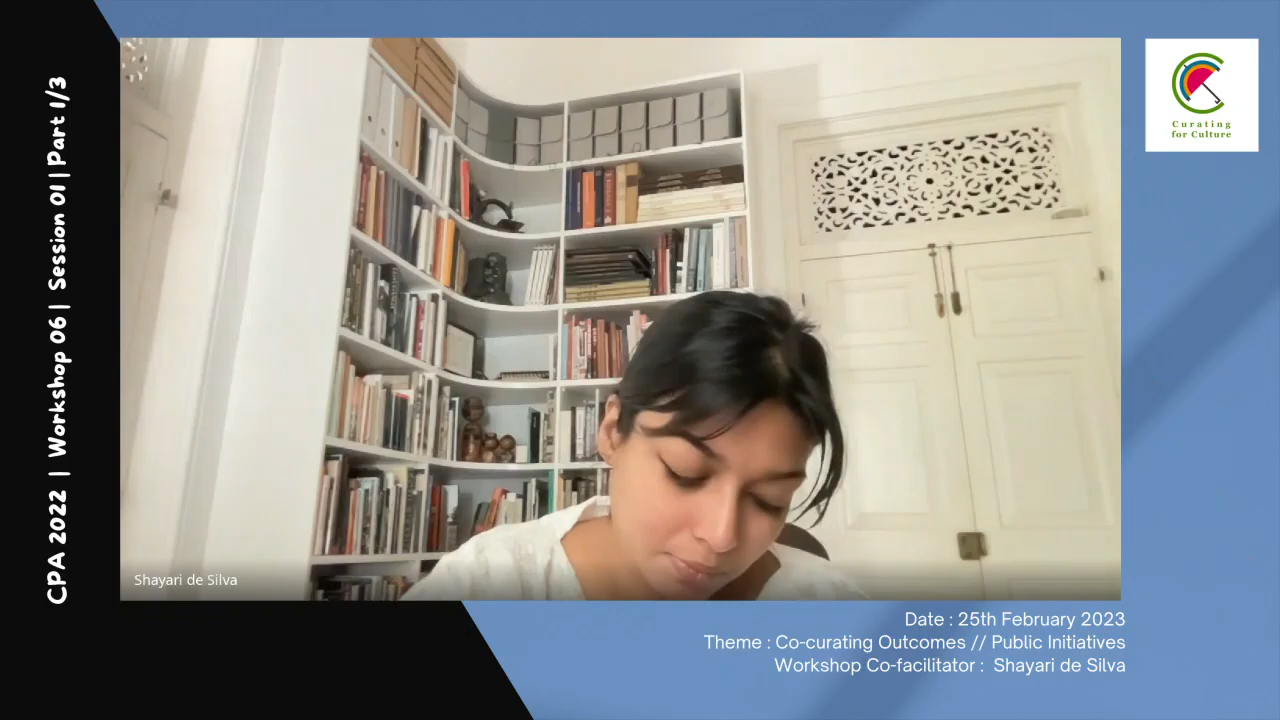 CPA 2022 | Workshop 06 | Session 01 | Part 1/3
Curating
for Culture
Shayari de Silva
Date : 25th February 2023
Theme : Co-curating Outcomes // Public Initiatives
Workshop Co-facilitator : Shayari de Silva